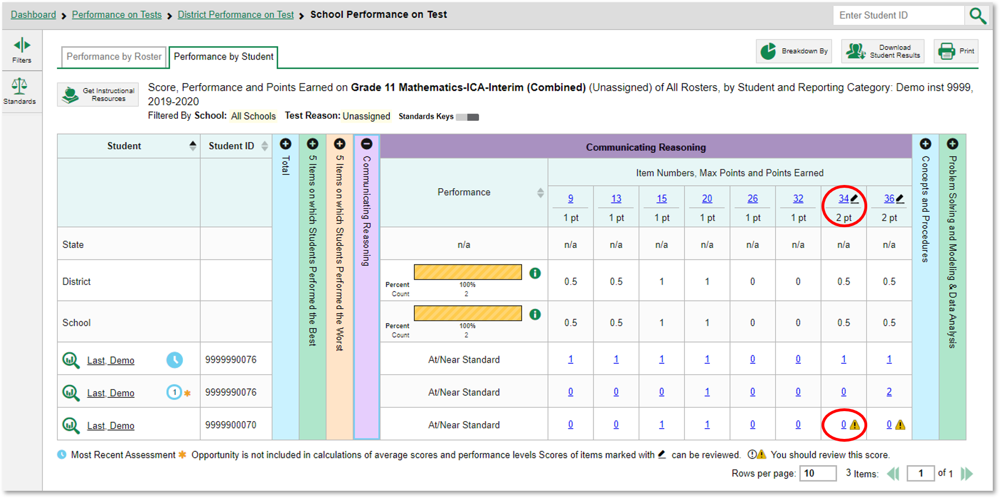 Dashboard > Performance on Tests > District Performance on Test > School Performance on Test
Enter Student ID
Filters
Standards
Performance by Roster
Performance by Student
Breakdown By
Download
Student Results
Print
Get Instructional
Resources
Score, Performance and Points Earned on Grade 11 Mathematics-ICA-Interim (Combined) (Unassigned) of All Rosters, by Student and Reporting Category: Demo inst 9999,
2019-2020
Filtered By School: All Schools Test Reason: Unassigned Standards Keys
Student Student ID
Total
5 Items on which Students Performed the Best
5 Items on which Students Performed the Worst
Communicating Reasoning
Communicating Reasoning
Concepts and Procedures
Problem Solving and Modeling & Data Analysis
Performance
Item Numbers, Max Points and Points Earned
9 13 15 20 26 32 34 36
1 pt 1 pt 1 pt 1 pt 1 pt 1 pt 2 pt 2 pt
State n/a n/a n/a n/a n/a n/a n/a n/a n/a
District Percent 100% 0.5 0.5 1 1 0 0 0.5 0.5
Count 2
School Percent 100% 0.5 0.5 1 1 0 0 0.5 0.5
Count 2
Last, Demo 9999990076 At/Near Standard 1 1 1 1 0 0 1 1
Last, Demo 1 * 9999990076 At/Near Standard 0 0 0 1 0 0 0 2
Last, Demo 9999900070 At/Near Standard 0 0 1 1 0 0 0 0
Most Recent Assessment * Opportunity is not included in calculations of average scores and performance levels Scores of items marked with can be reviewed. You should review this score.
Rows per page: 10 3 Items: 1 of 1